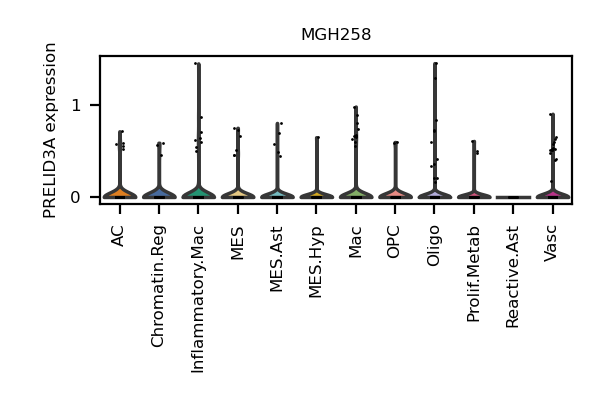 MGH258
PRELID3A expression
1
0
AC
Chromatin.Reg
Inflammatory.Mac
MES
MES.Ast
MES.Hyp
Mac
OPC
Oligo
Prolif.Metab
Reactive.Ast
Vasc